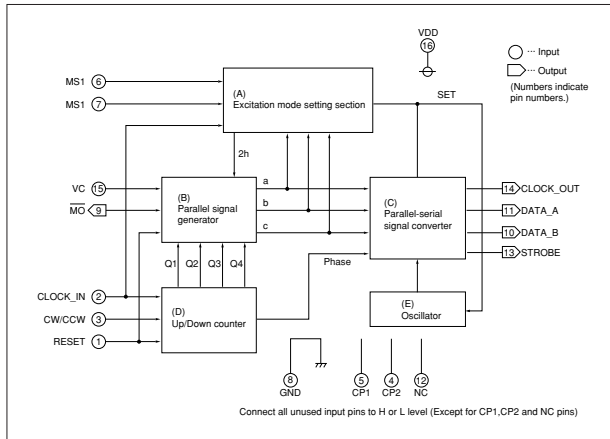 VDD
16
··· Input
··· Output
(Numbers indicate
pin numbers.)
MS1 6
MS1 7
(A)
Excitation mode setting section
SET
2h
VC 15
MO 9
(B)
Parallel signal
generator
a
b
c
(C)
Parallel-serial
signal converter
14 CLOCK_OUT
11 DATA_A
10 DATA_B
13 STROBE
Q1
Q2
Q3
Q4
Phase
CLOCK_IN 2
CW/CCW 3
RESET 1
(D)
Up/Down counter
(E)
Oscillator
8
GND
5
CP1
4
CP2
12
NC
Connect all unused input pins to H or L level (Except for CP1,CP2 and NC pins)